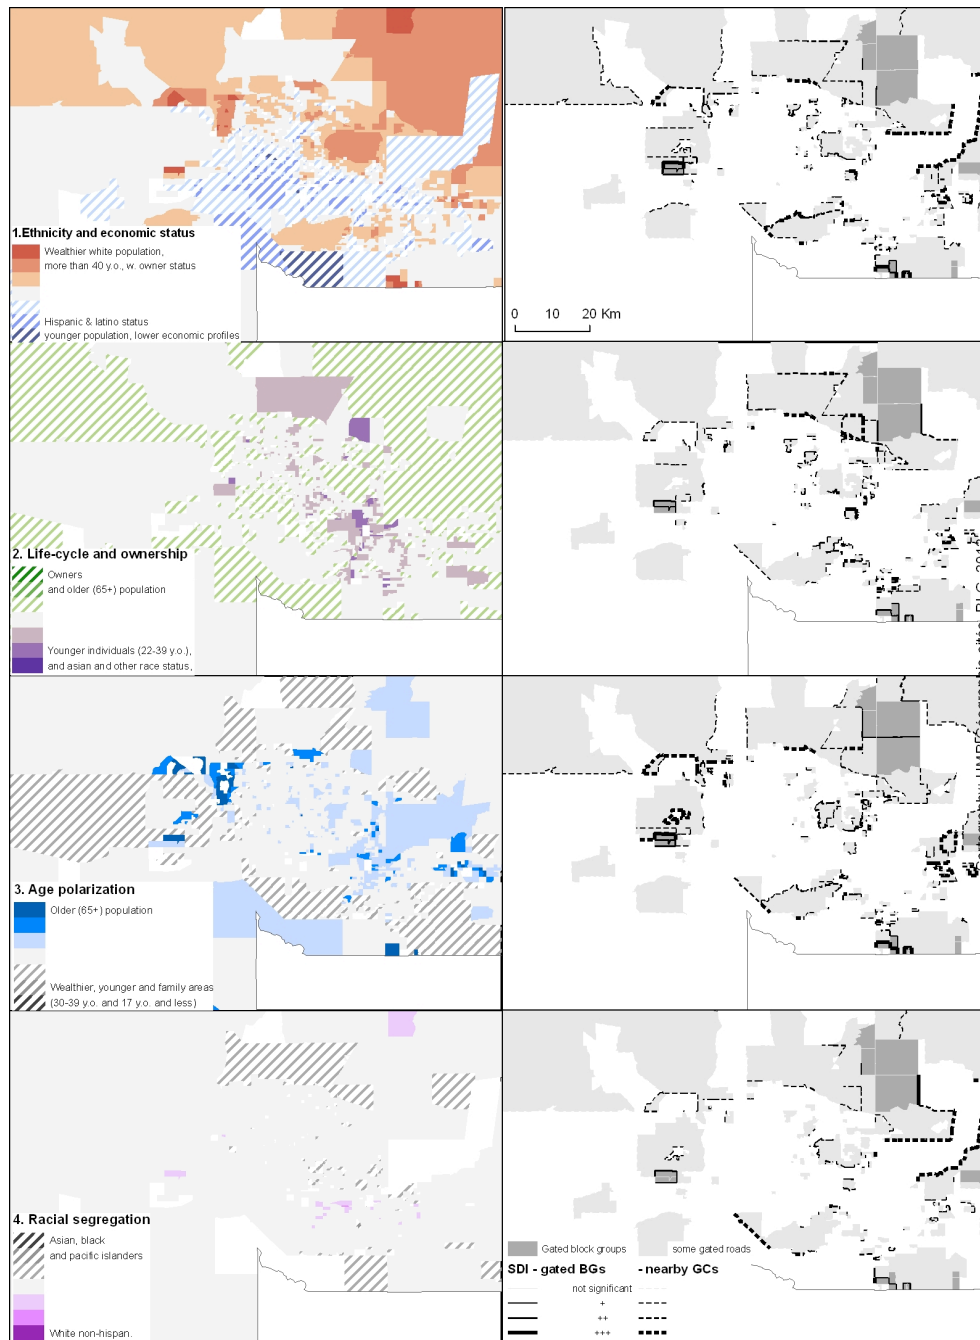 1.Ethnicity and economic status
Wealthier white population,
more than 40 y.o., w. owner status
Hispanic & latino status
younger population, lower economic profiles
0 10 20 Km
2. Life-cycle and ownership
Owners
and older (65+) population
Younger individuals (22-39 y.o.),
and asian and other race status,
3. Age polarization
Older (65+) population
Wealthier, younger and family areas
(30-39 y.o. and 17 y.o. and less)
4. Racial segregation
Asian, black
and pacific islanders
White non-hispan.
Gated block groups some gated roads
SDI - gated BGs - nearby GCs
not significant
+
++
+++